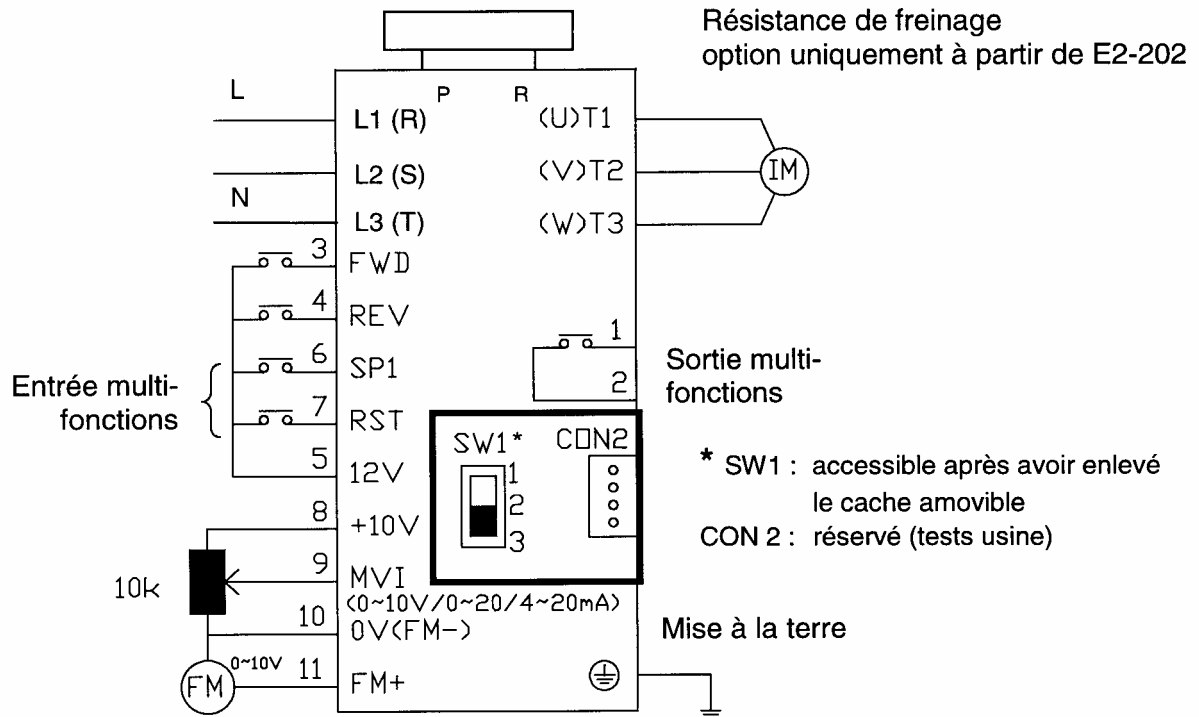 Résistance de freinage
option uniquement à partir de E2-202
P R
L
L1 (R) (U)T1
L2 (S) (V)T2 IM
N
L3 (T) (W)T3
3 FWD
4 REV
6 SP1
7 RST
5 12V
Entrée multi-
fonctions
1
2
Sortie multi-
fonctions
SW1* CON2
1
2
3
* SW1 : accessible après avoir enlevé
le cache amovible
CON 2 : réservé (tests usine)
8 +10V
10k
9 MVI
(0~10V/0~20/4~20mA)
10 0V(FM-)
Mise à la terre
FM 0~10V 11 FM+